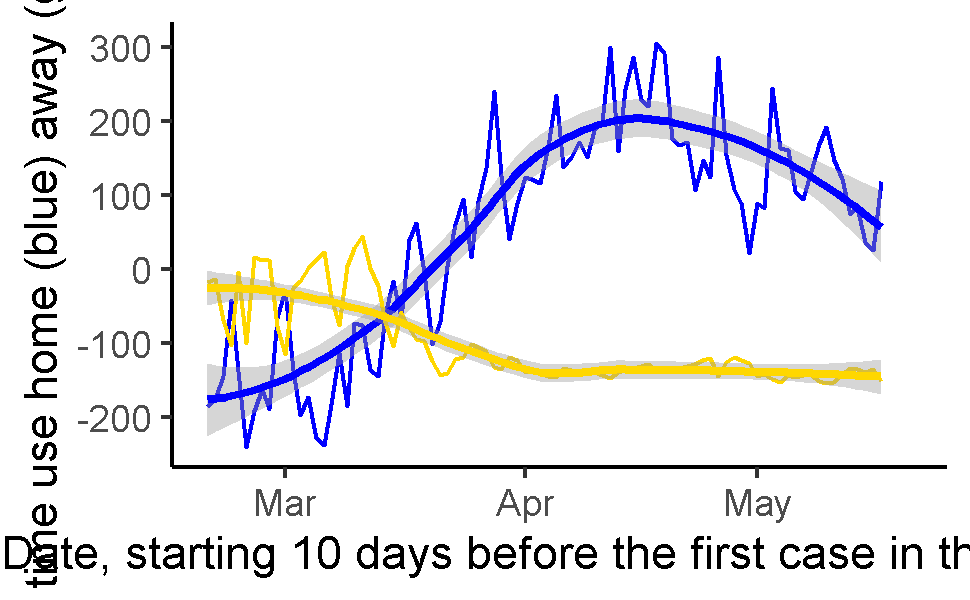 time use home (blue) away (
300
200
100
0
-100
-200
Mar Apr May
Date, starting 10 days before the first case in th